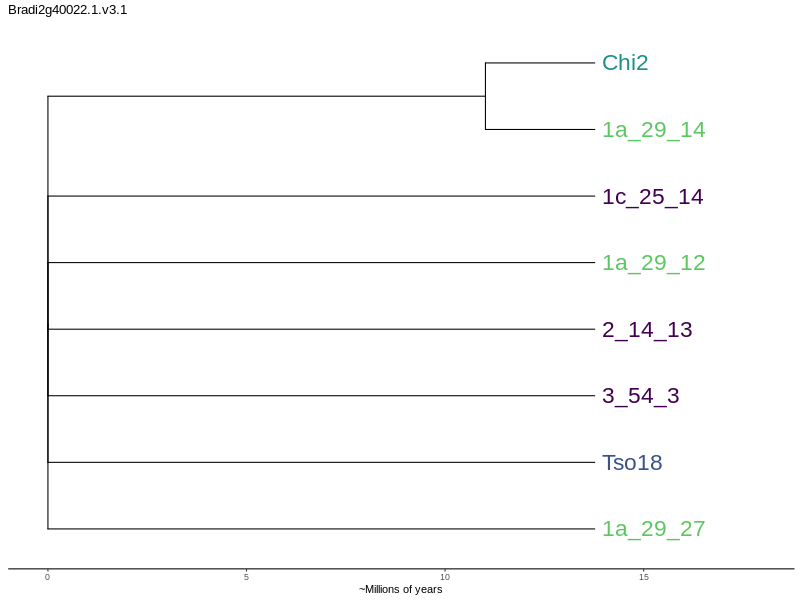 Bradi2g40022.1.v3.1
Chi2
1a_29_14
1c_25_14
1a_29_12
2_14_13
3_54_3
Tso18
1a_29_27
0 5 10 15
~Millions of years